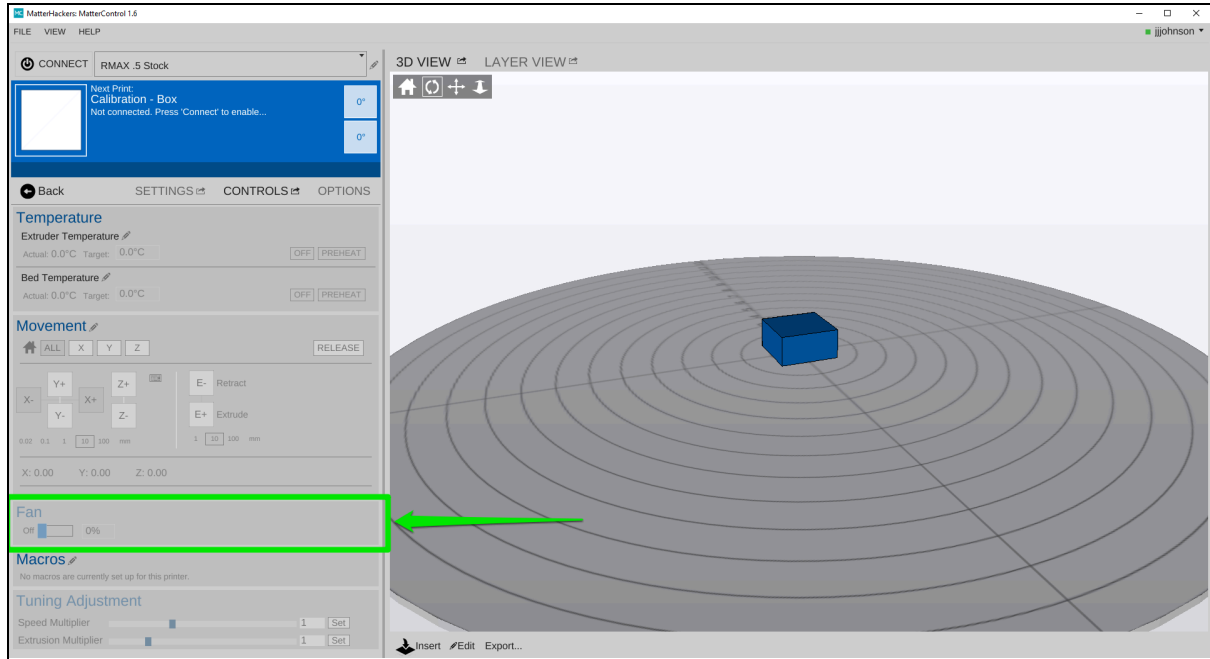 MC MatterHackers: MatterControl 1.6
FILE VIEW HELP
jjjohnson
CONNECT RMAX .5 Stock
3D VIEW LAYER VIEW
Next Print:
Calibration - Box
Not connected. Press 'Connect' to enable...
0°
0°
Back SETTINGS CONTROLS OPTIONS
Temperature
Extruder Temperature
Actual: 0.0°C Target: 0.0°C OFF PREHEAT
Bed Temperature
Actual: 0.0°C Target: 0.0°C OFF PREHEAT
Movement
ALL X Y Z RELEASE
Y+ Z+ E- Retract
X- X+
Y- Z- E+ Extrude
0.02 0.1 1 10 100 mm 1 10 100 mm
X: 0.00 Y: 0.00 Z: 0.00
Fan
Off 0%
Macros
No macros are currently set up for this printer.
Tuning Adjustment
Speed Multiplier 1 Set
Extrusion Multiplier 1 Set
Insert Edit Export...